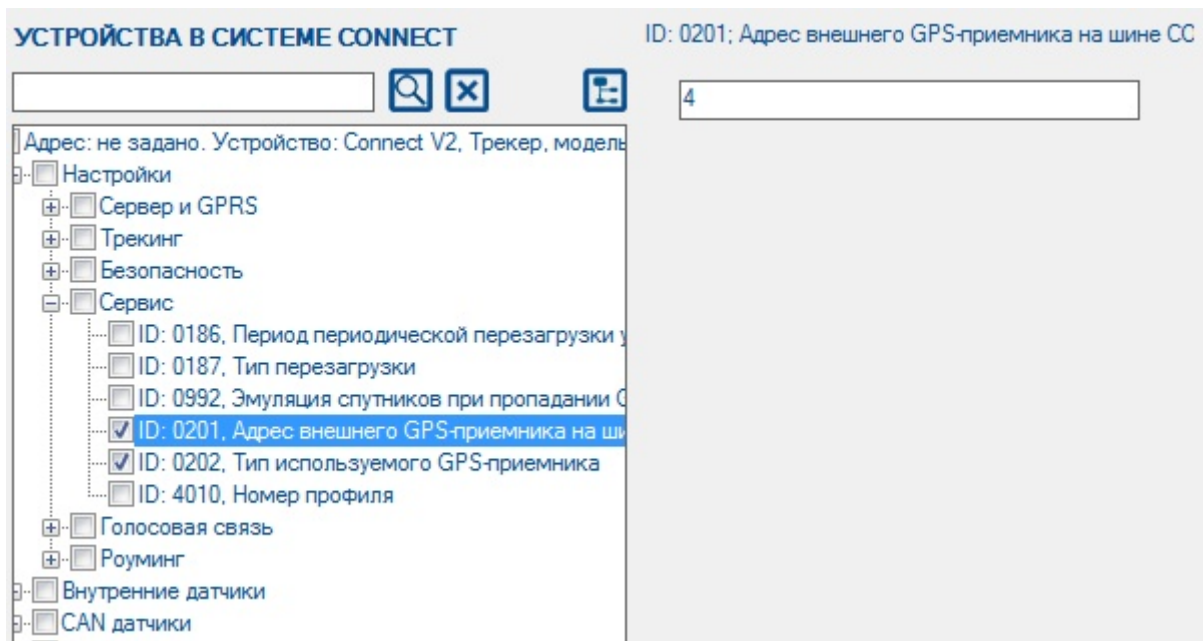 УСТРОЙСТВА В СИСТЕМЕ CONNECT
Адрес: не задано. Устройство: Connect V2, Трекер, модель
Настройки
Сервер и GPRS
Трекинг
Безопасность
Сервис
ID: 0186, Период периодической перезагрузки у
ID: 0187, Тип перезагрузки
ID: 0992, Эмуляция спутников при пропадании G
ID: 0201, Адрес внешнего GPS-приемника на ши
ID: 0202, Тип используемого GPS-приемника
ID: 4010, Номер профиля
Голосовая связь
Роуминг
Внутренние датчики
CAN датчики
ID: 0201; Адрес внешнего GPS-приемника на шине CO
4